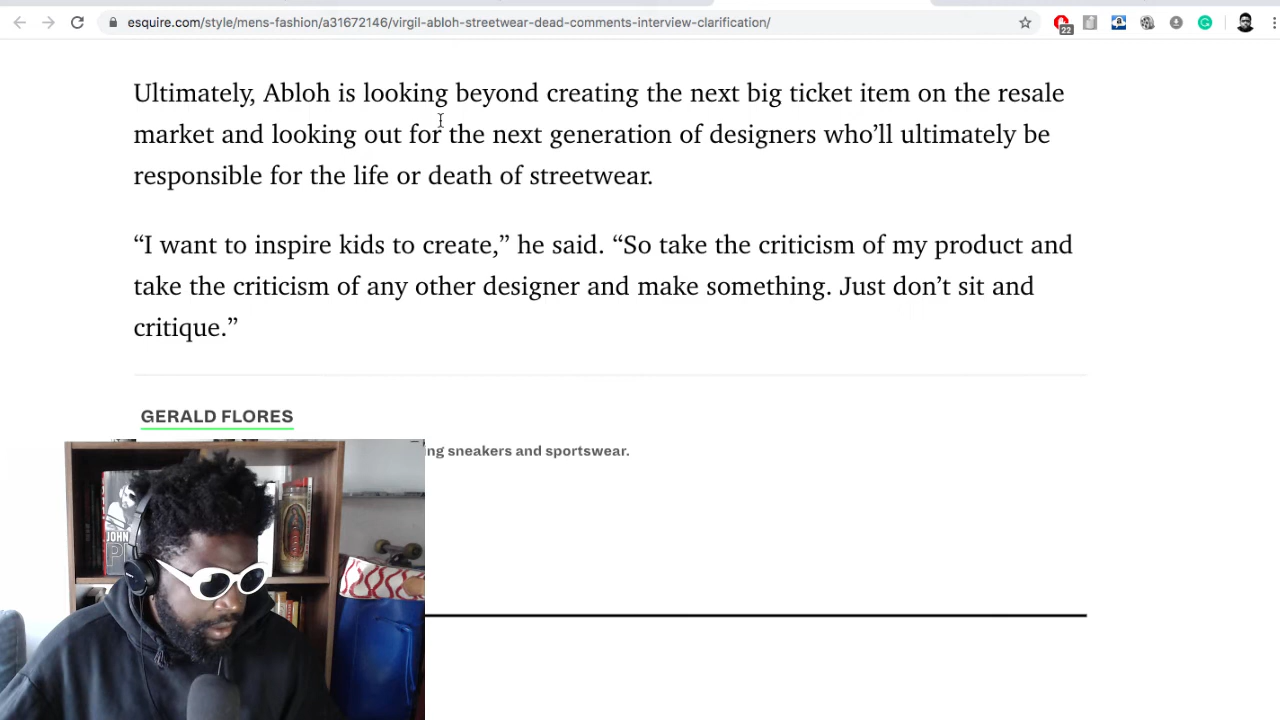 esquire.com/style/mens-fashion/a31672146/virgil-abloh-streetwear-dead-comments-interview-clarification/
22
Ultimately, Abloh is looking beyond creating the next big ticket item on the resale
market and looking out for the next generation of designers who’ll ultimately be
responsible for the life or death of streetwear.
“I want to inspire kids to create,” he said. “So take the criticism of my product and
take the criticism of any other designer and make something. Just don’t sit and
critique.”
GERALD FLORES
ng sneakers and sportswear.
JOHN